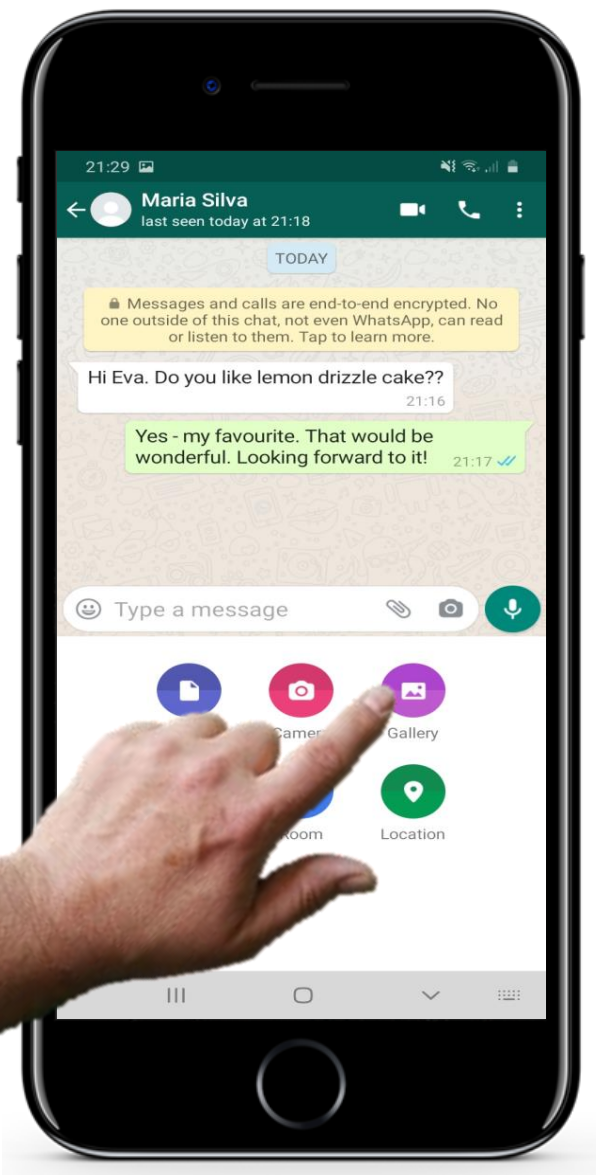 21:29
Maria Silva
last seen today at 21:18
TODAY
Messages and calls are end-to-end encrypted. No
one outside of this chat, not even WhatsApp, can read
or listen to them. Tap to learn more.
Hi Eva. Do you like lemon drizzle cake??
21:16
Yes - my favourite. That would be
wonderful. Looking forward to it! 21:17
Type a message
Gallery
Location